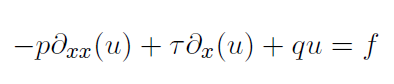 −p∂ₓₓ(u) + τ∂ₓ(u) + qu = f